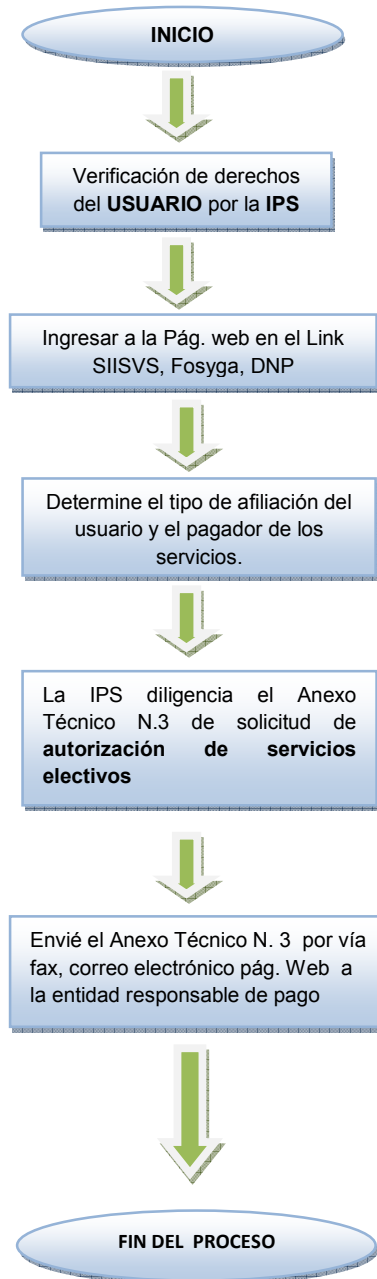 INICIO
Verificación de derechos
del USUARIO por la IPS
Ingresar a la Pág. web en el Link
SIISVS, Fosyga, DNP
Determine el tipo de afiliación del
usuario y el pagador de los
servicios.
La IPS diligencia el Anexo
Técnico N.3 de solicitud de
autorización de servicios
electivos
Envié el Anexo Técnico N. 3 por vía
fax, correo electrónico pág. Web a
la entidad responsable de pago
FIN DEL PROCESO